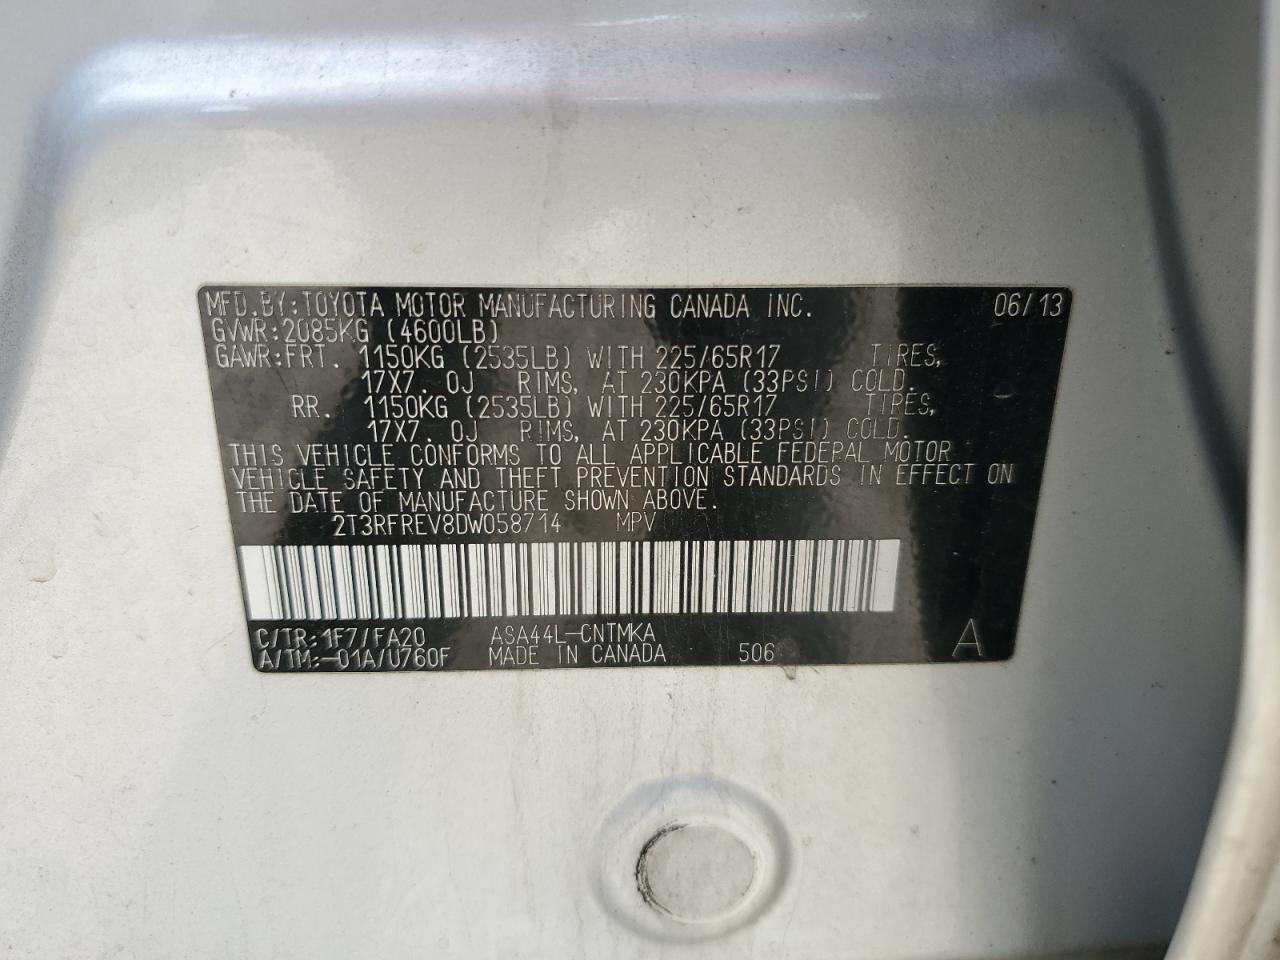 MFD.BY:TOYOTA MOTOR MANUFACTURING CANADA INC. 06/13
GVWR:2085KG (4600LB)
GAWR:FRT. 1150KG (2535LB) WITH 225/65R17 TIRES,
17X7.0J RIMS, AT 230KPA (33PSI) COLD.
RR. 1150KG (2535LB) WITH 225/65R17 TIRES,
17X7.0J RIMS, AT 230KPA (33PSI) COLD.
THIS VEHICLE CONFORMS TO ALL APPLICABLE FEDERAL MOTOR
VEHICLE SAFETY AND THEFT PREVENTION STANDARDS IN EFFECT ON
THE DATE OF MANUFACTURE SHOWN ABOVE.
2T3RFREV8DW058714 MPV
C/TR:1F7/FA20 ASA44L-CNTMKA
A/TM:-01A/U760F MADE IN CANADA 506 A